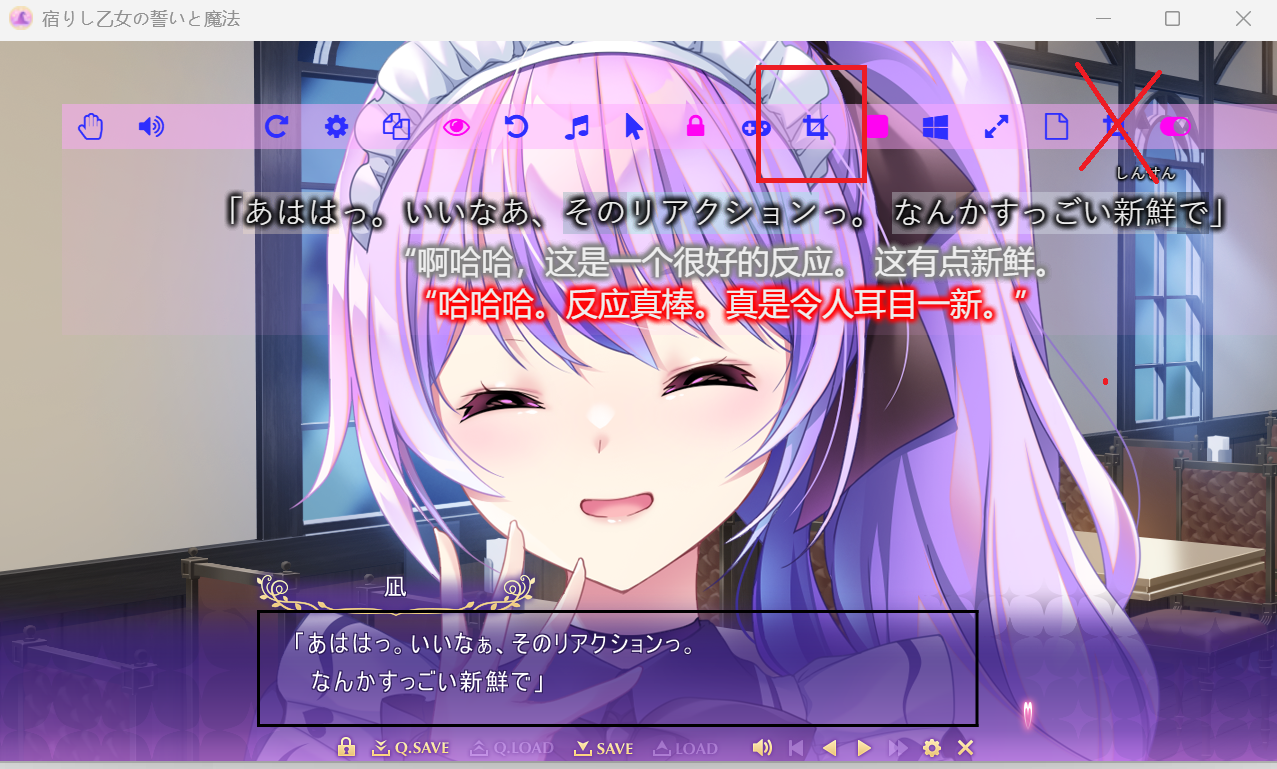 宿りし乙女の誓いと魔法
しんせん
「あははっ。いいなあ、そのリアクションっ。 なんかすっごい新鮮で」
“啊哈哈，这是一个很好的反应。 这有点新鲜。
“哈哈哈。反应真棒。真是令人耳目一新。”
凪
「あははっ。いいなぁ、そのリアクションっ。
なんかすっごい新鮮で」
Q.SAVE Q.LOAD SAVE LOAD